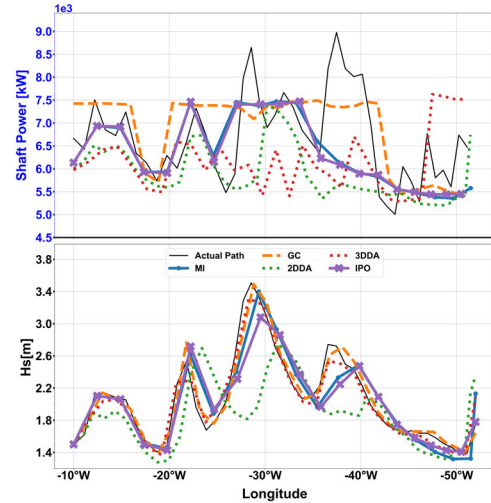 1e3
9.0
8.5
8.0
7.5
7.0
6.5
6.0
5.5
5.0
4.5
Shaft Power [kW]
Actual Path
MI
GC
2DDA
3DDA
IPO
3.8
3.4
3.0
2.6
2.2
1.8
1.4
Hs[m]
-10°W -20°W -30°W -40°W -50°W
Longitude